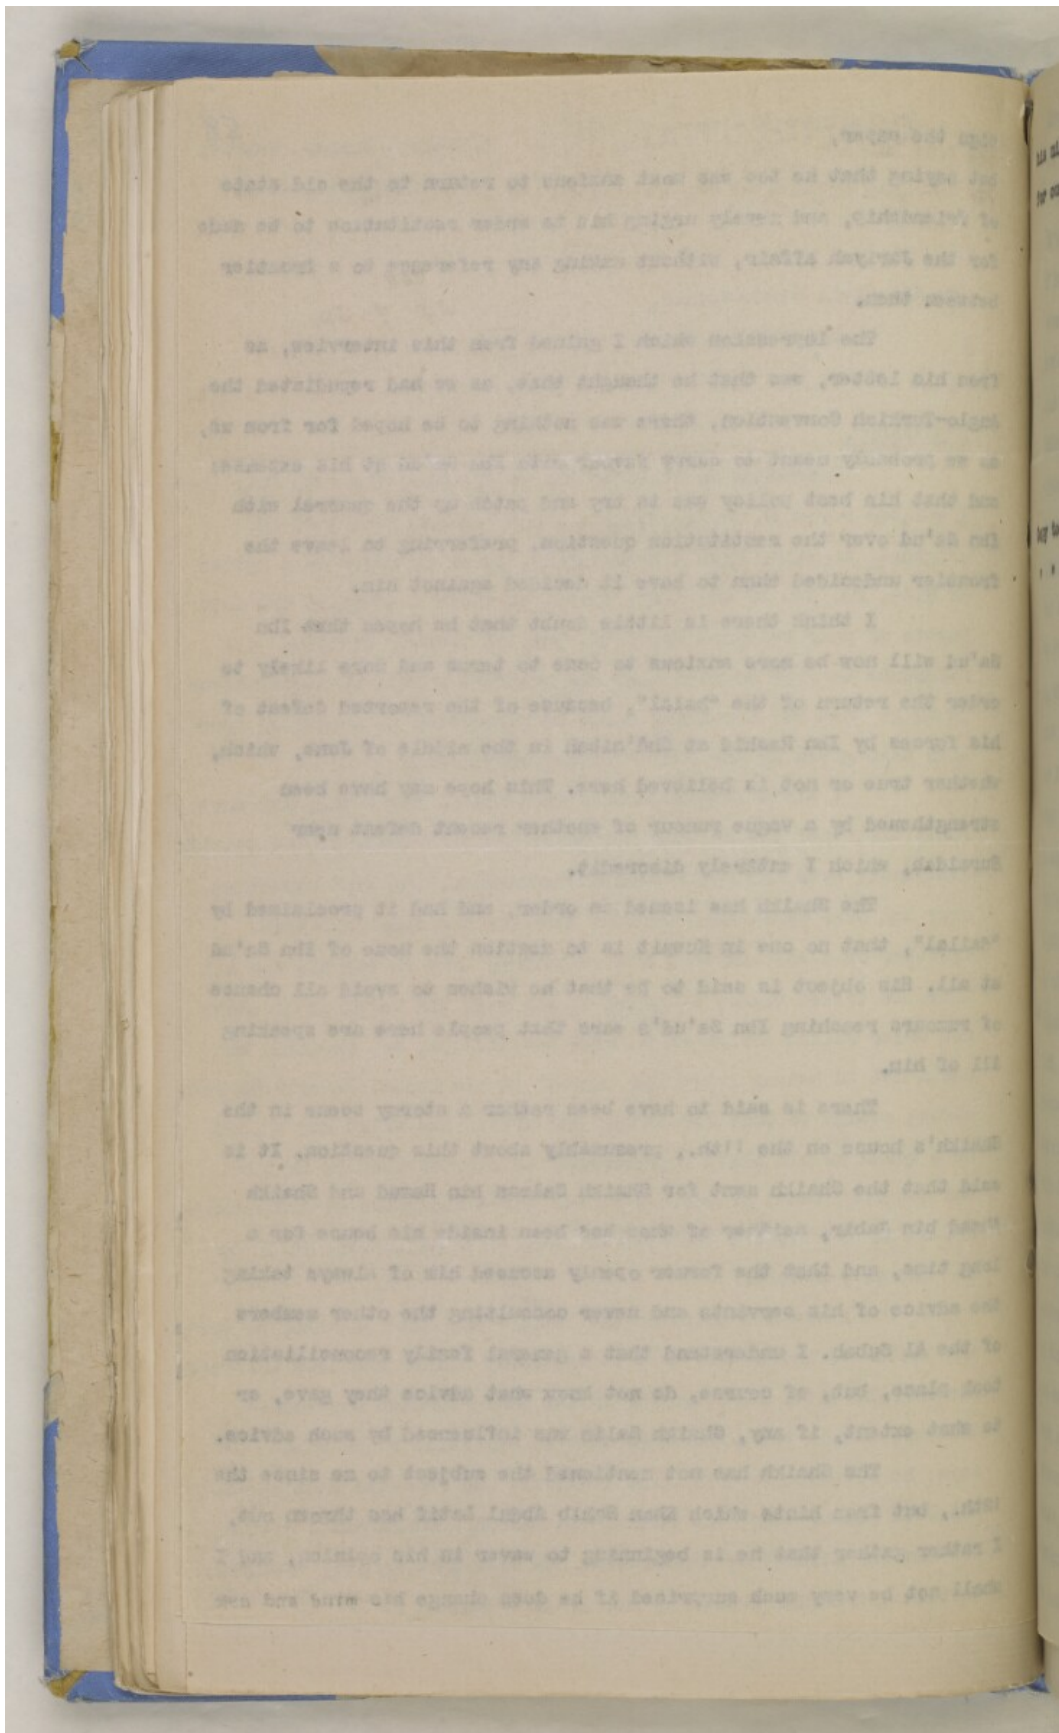 sign the paper,
but saying that he too was most anxious to return to the old state
of friendship, and merely urging him to order restitution to be made
for the Jariyah affair, without making any reference to a frontier
between them.
The impression which I gained from this interview, as
from his letter, was that he thought that, as we had repudiated the
Anglo-Turkish Convention, there was nothing to be hoped for from us,
as we probably meant to curry favour with Ibn Sa'ud at his expense:
and that his best policy was to try and patch up the quarrel with
Ibn Sa'ud over the restitution question, preferring to leave the
frontier undecided than to have it decided against him.
I think there is little doubt that he hopes that Ibn
Sa'ud will now be more anxious to come to terms and more likely to
order the return of the "halal", because of the reported defeat of
his forces by Ibn Rashid at Shu'aibah in the middle of June, which,
whether true or not is believed here. This hope may have been
strengthened by a vague rumour of another recent defeat near
Buraidah, which I entirely discredit.
The Shaikh has issued an order, and had it proclaimed by
that no one in Kuwait is to mention the name of Ibn Sa'ud
at all. His object is said to be that he wishes to avoid all chance
of rumours reaching Ibn Sa'ud's ears that people here are speaking
ill of him.
There is said to have been rather a stormy scene in the
Shaikh's house on the 11th., presumably about this question. It is
said that the Shaikh sent for Shaikh Salman bin Hamud and Shaikh
bin Jabir, neither of whom had been inside his house for a
long time, and that the former openly accused him of always taking
the advice of his servants and never consulting the other members
of the Al Subah. I understand that a general family reconciliation
took place, but, of course, do not know what advice they gave, or
to what extent, if any, Shaikh Salim was influenced by such advice.
The Shaikh has not mentioned the subject to me since the
but from hints which Khan Sahib Abdul Latif has thrown out,
I rather gather that he is beginning to waver in his opinion, and I
shall not be very much surprised if he does change his mind and